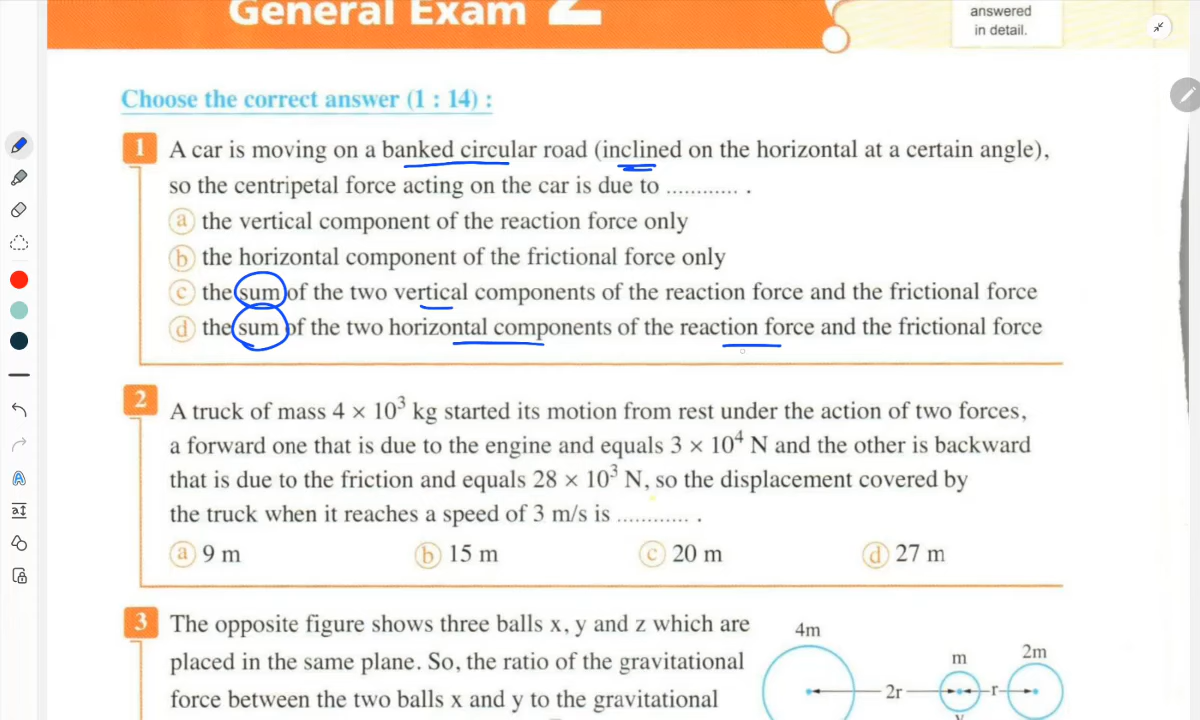 General Exam 2
answered
in detail.
Choose the correct answer (1 : 14) :
1 A car is moving on a banked circular road (inclined on the horizontal at a certain angle),
so the centripetal force acting on the car is due to ............ .
a the vertical component of the reaction force only
b the horizontal component of the frictional force only
c the sum of the two vertical components of the reaction force and the frictional force
d the sum of the two horizontal components of the reaction force and the frictional force
2 A truck of mass 4 × 10³ kg started its motion from rest under the action of two forces,
a forward one that is due to the engine and equals 3 × 10⁴ N and the other is backward
that is due to the friction and equals 28 × 10³ N, so the displacement covered by
the truck when it reaches a speed of 3 m/s is ............ .
a 9 m b 15 m c 20 m d 27 m
3 The opposite figure shows three balls x, y and z which are
placed in the same plane. So, the ratio of the gravitational
force between the two balls x and y to the gravitational
4m
m
2m
2r
r
y